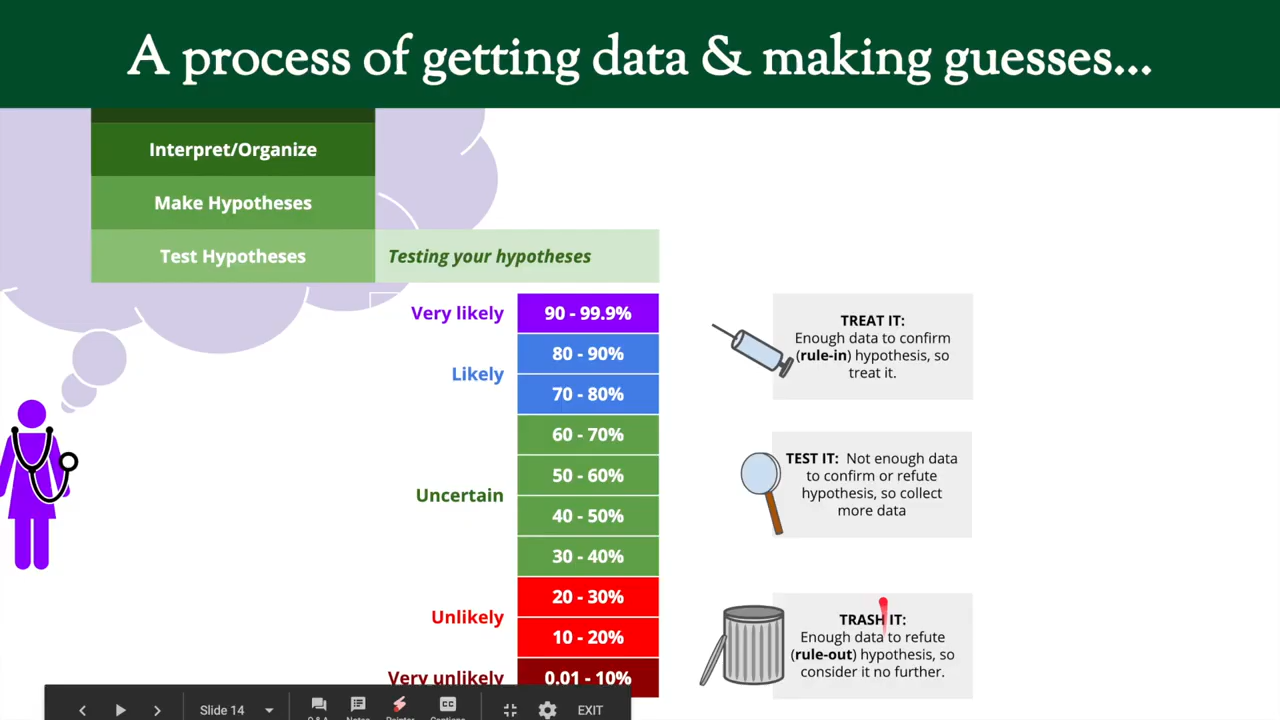 A process of getting data & making guesses...
Interpret/Organize
Make Hypotheses
Test Hypotheses
Testing your hypotheses
Very likely
90 - 99.9%
80 - 90%
Likely
70 - 80%
60 - 70%
50 - 60%
Uncertain
40 - 50%
30 - 40%
20 - 30%
Unlikely
10 - 20%
Very unlikely
0.01 - 10%
TREAT IT:
Enough data to confirm
(rule-in) hypothesis, so
treat it.
TEST IT: Not enough data
to confirm or refute
hypothesis, so collect
more data
TRASH IT:
Enough data to refute
(rule-out) hypothesis, so
consider it no further.
Slide 14
EXIT